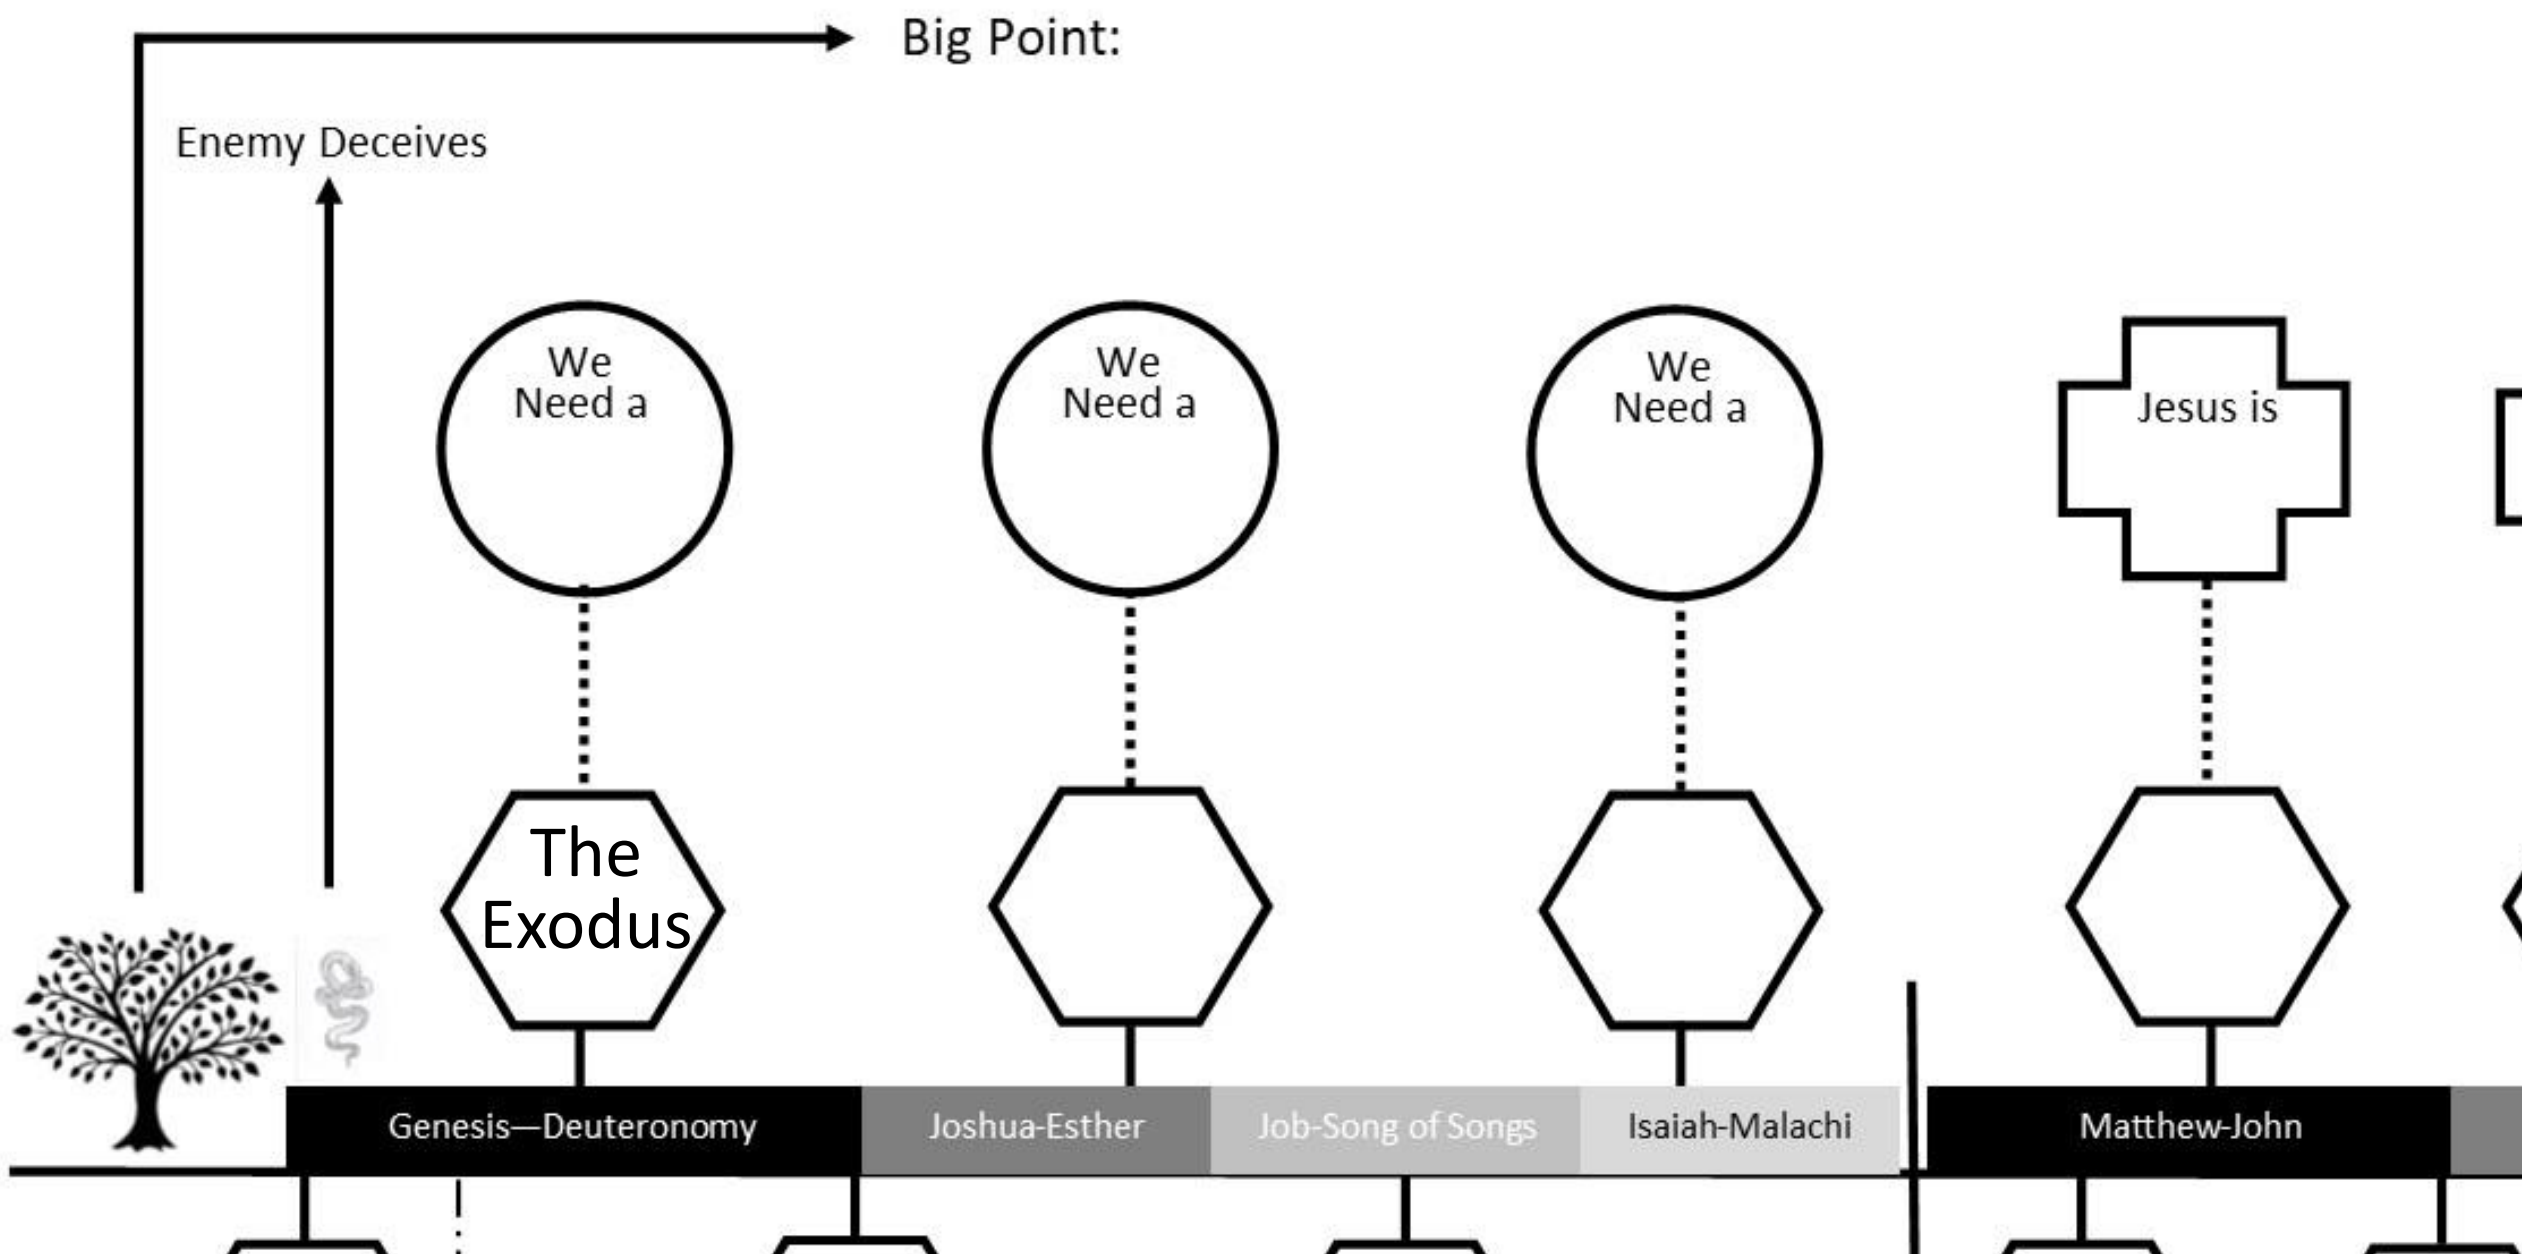 Big Point:
Enemy Deceives
We
Need a
We
Need a
We
Need a
Jesus is
The
Exodus
Genesis—Deuteronomy
Joshua-Esther
Job-Song of Songs
Isaiah-Malachi
Matthew-John